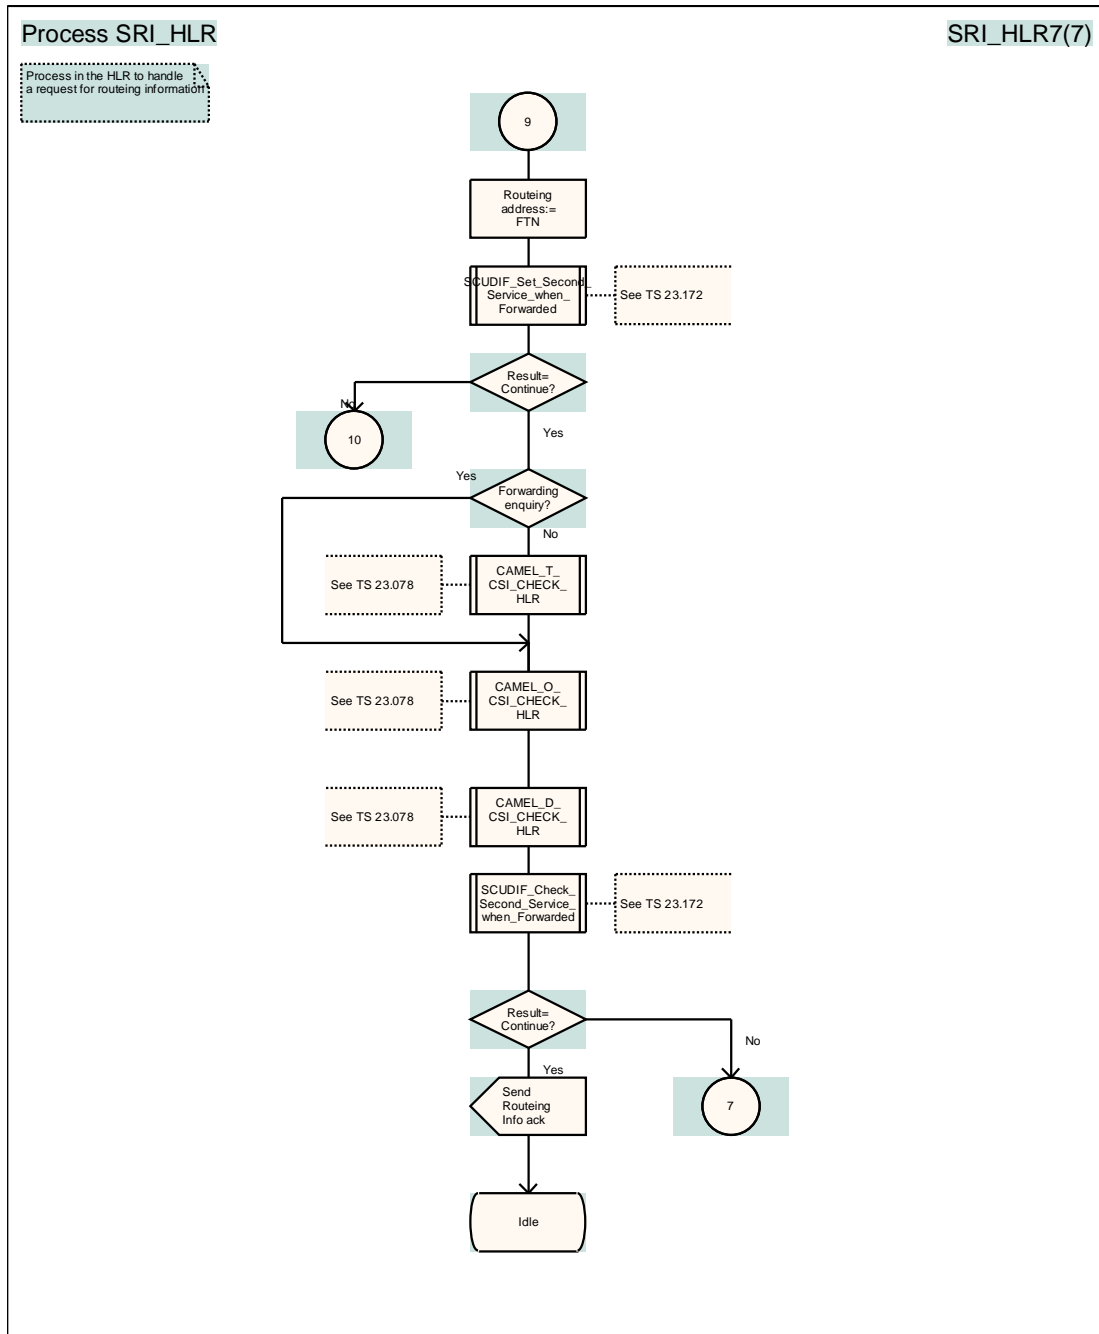 Process SRI_HLR
SRI_HLR7(7)
Process in the HLR to handle
a request for routeing information
9
Routeing
address:=
FTN
SCUDIF_Set_Second_
Service_when_
Forwarded
See TS 23.172
Result=
Continue?
No
10
Yes
Yes
Forwarding
enquiry?
No
See TS 23.078
CAMEL_T_
CSI_CHECK_
HLR
See TS 23.078
CAMEL_O_
CSI_CHECK_
HLR
See TS 23.078
CAMEL_D_
CSI_CHECK_
HLR
SCUDIF_Check_
Second_Service_
when_Forwarded
See TS 23.172
Result=
Continue?
No
Yes
Send
Routeing
Info ack
7
Idle